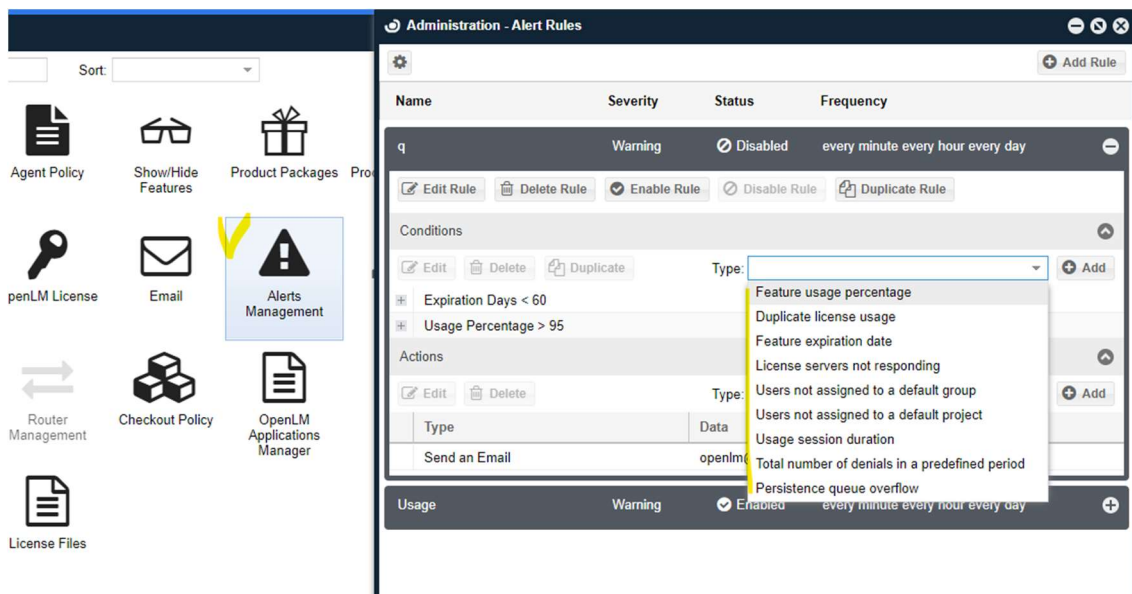 Administration - Alert Rules
Sort:
Add Rule
Name Severity Status Frequency
q Warning Disabled every minute every hour every day
Agent Policy
Show/Hide
Features
Product Packages
Edit Rule Delete Rule Enable Rule Disable Rule Duplicate Rule
Conditions
Edit Delete Duplicate Type: Add
penLM License
Email
Alerts
Management
Expiration Days < 60
Usage Percentage > 95
Feature usage percentage
Duplicate license usage
Feature expiration date
License servers not responding
Users not assigned to a default group
Users not assigned to a default project
Usage session duration
Total number of denials in a predefined period
Persistence queue overflow
Actions
Edit Delete Type: Add
Type Data
Send an Email openlm@
Router
Management
Checkout Policy
OpenLM
Applications
Manager
Usage Warning Enabled every minute every hour every day
License Files